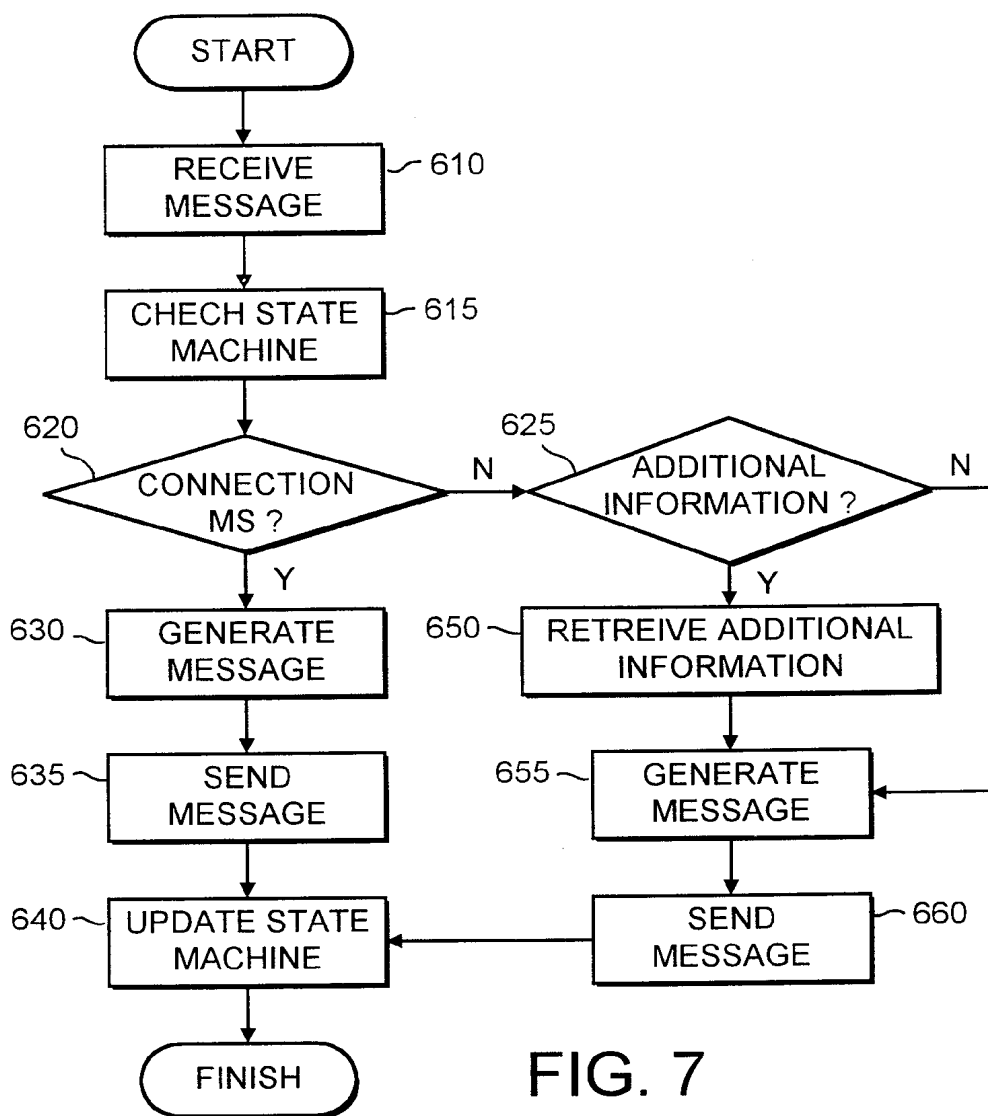 START
RECEIVE
MESSAGE
610
CHECH STATE
MACHINE
615
620
CONNECTION
MS ?
N
625
ADDITIONAL
INFORMATION ?
N
Y
Y
630
GENERATE
MESSAGE
650
RETREIVE ADDITIONAL
INFORMATION
635
SEND
MESSAGE
655
GENERATE
MESSAGE
640
UPDATE STATE
MACHINE
SEND
MESSAGE
660
FINISH
FIG. 7